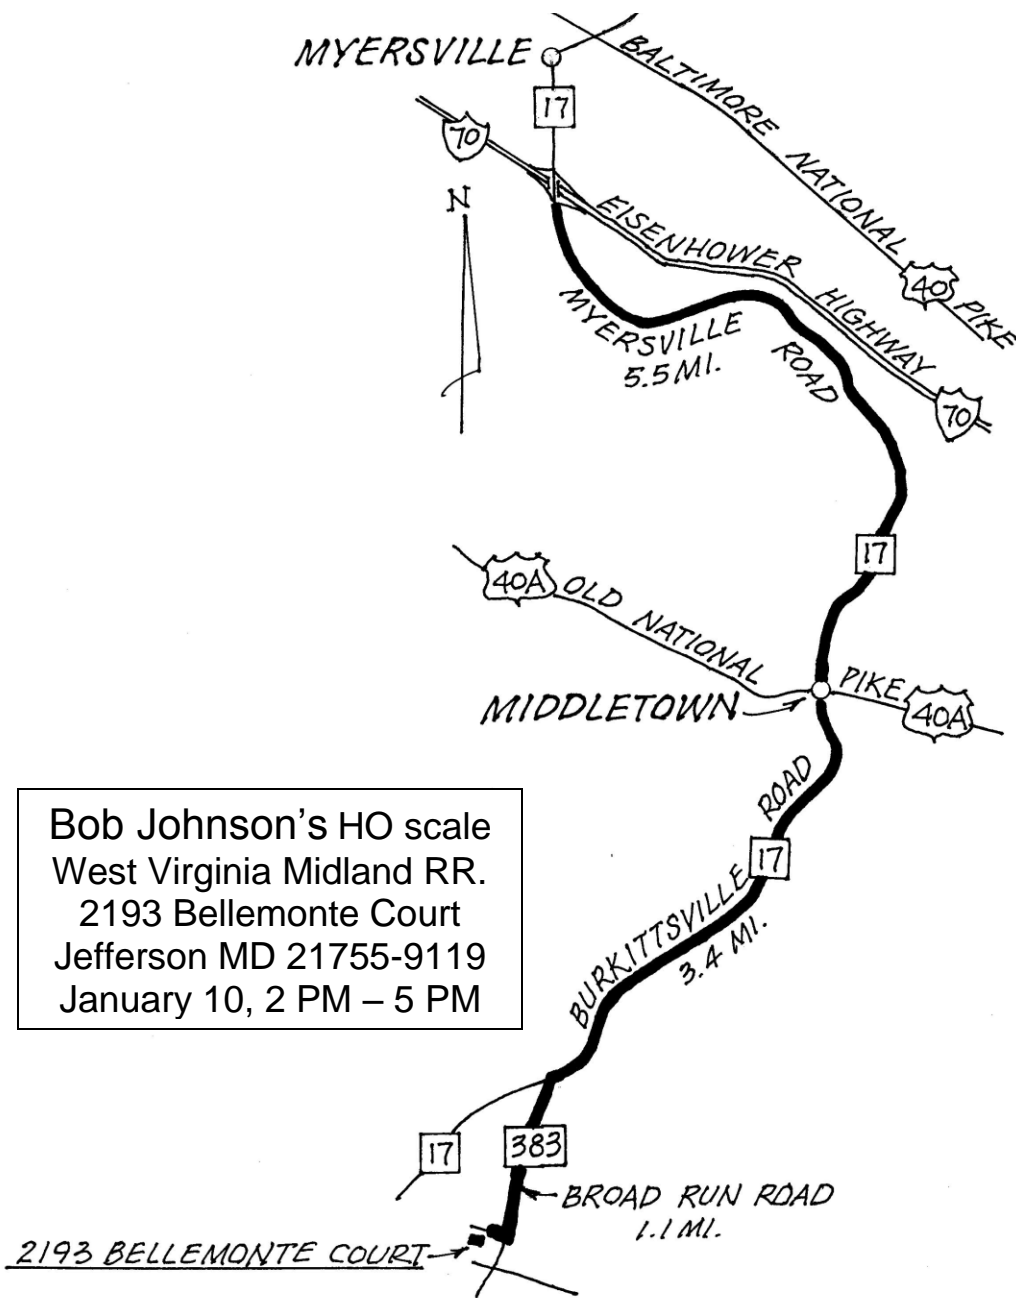 MYERSVILLE
17
70
N
BALTIMORE NATIONAL PIKE
40
EISENHOWER HIGHWAY
70
MYERSVILLE ROAD
5.5 MI.
17
40A
OLD NATIONAL PIKE
40A
MIDDLETOWN
Bob Johnson's HO scale
West Virginia Midland RR.
2193 Bellemonte Court
Jefferson MD 21755-9119
January 10, 2 PM – 5 PM
BURKITTSVILLE ROAD
17
3.4 MI.
17
383
BROAD RUN ROAD
1.1 MI.
2193 BELLEMONTE COURT